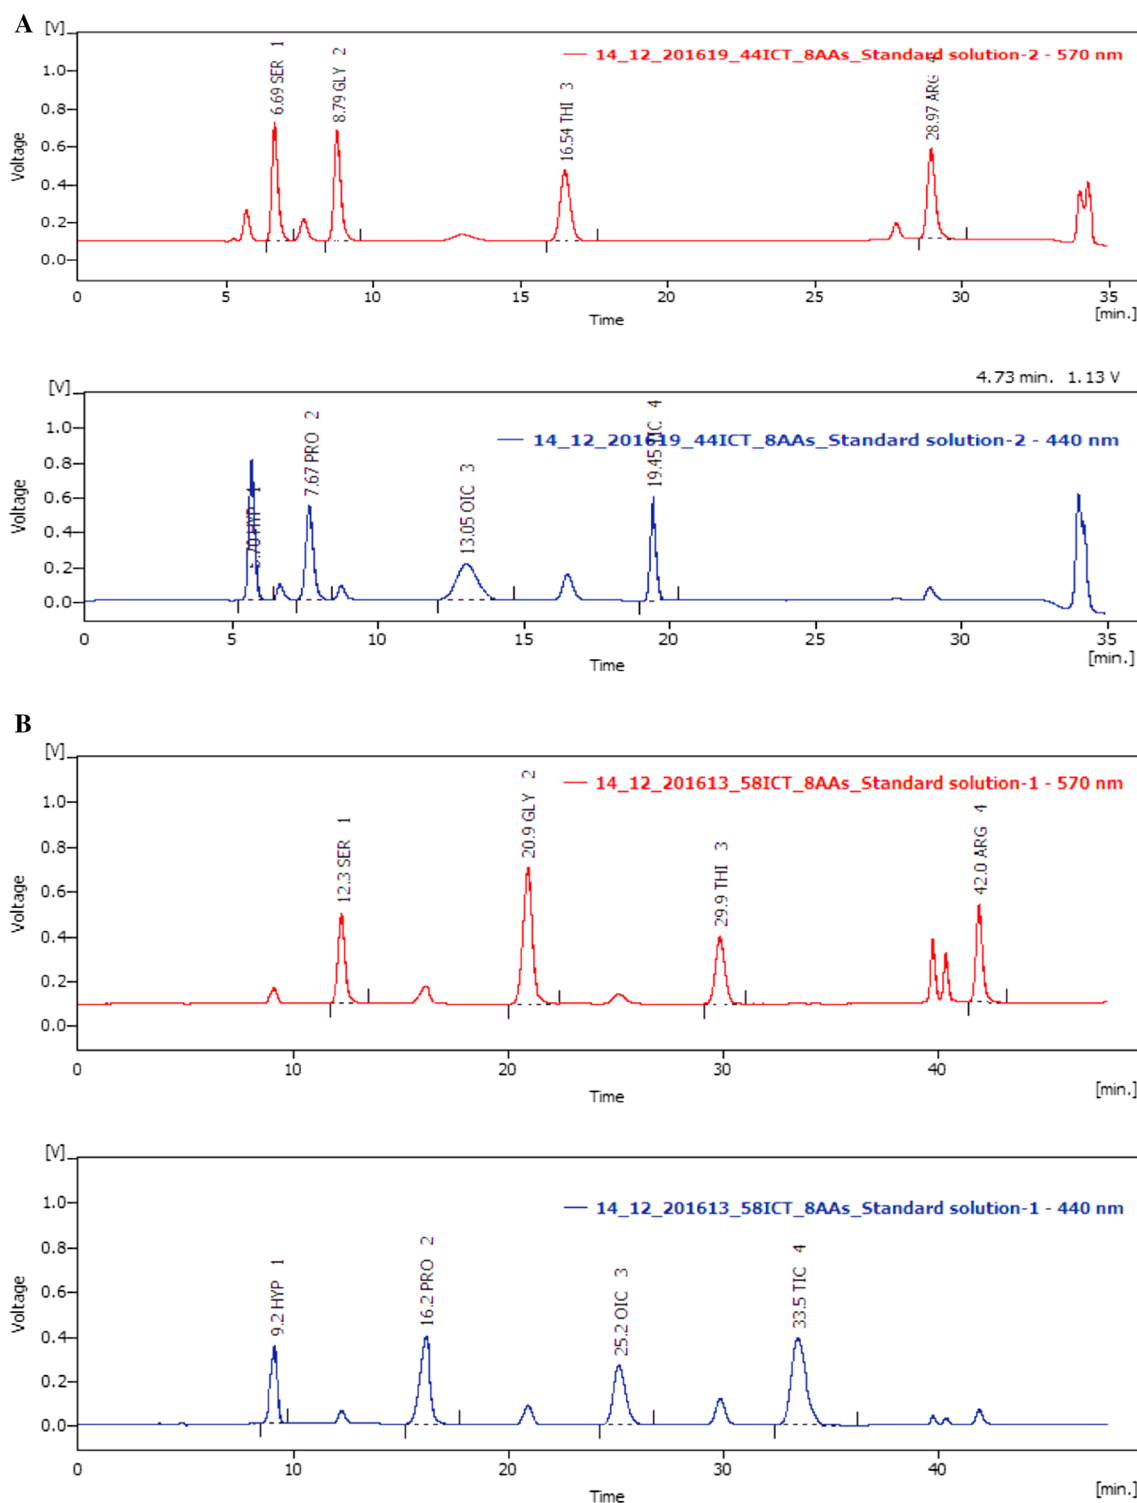 A
[V]
14_12_201619_44ICT_8AAs_Standard solution-2 - 570 nm
6.69 SER 1
8.79 GLY 2
16.54 THI 3
28.97 ARG 4
1.0
0.8
0.6
0.4
0.2
0.0
Voltage
0 5 10 15 20 25 30 35
Time
[min.]
4.73 min. 1.13 V
[V]
14_12_201619_44ICT_8AAs_Standard solution-2 - 440 nm
5.70 HYP 1
7.67 PRO 2
13.05 OIC 3
19.45 TIC 4
1.0
0.8
0.6
0.4
0.2
0.0
Voltage
0 5 10 15 20 25 30 35
Time
[min.]
B
[V]
14_12_201613_58ICT_8AAs_Standard solution-1 - 570 nm
12.3 SER 1
20.9 GLY 2
29.9 THI 3
42.0 ARG 4
1.0
0.8
0.6
0.4
0.2
0.0
Voltage
0 10 20 30 40
Time
[min.]
[V]
14_12_201613_58ICT_8AAs_Standard solution-1 - 440 nm
9.2 HYP 1
16.2 PRO 2
25.2 OIC 3
33.5 TIC 4
1.0
0.8
0.6
0.4
0.2
0.0
Voltage
0 10 20 30 40
Time
[min.]